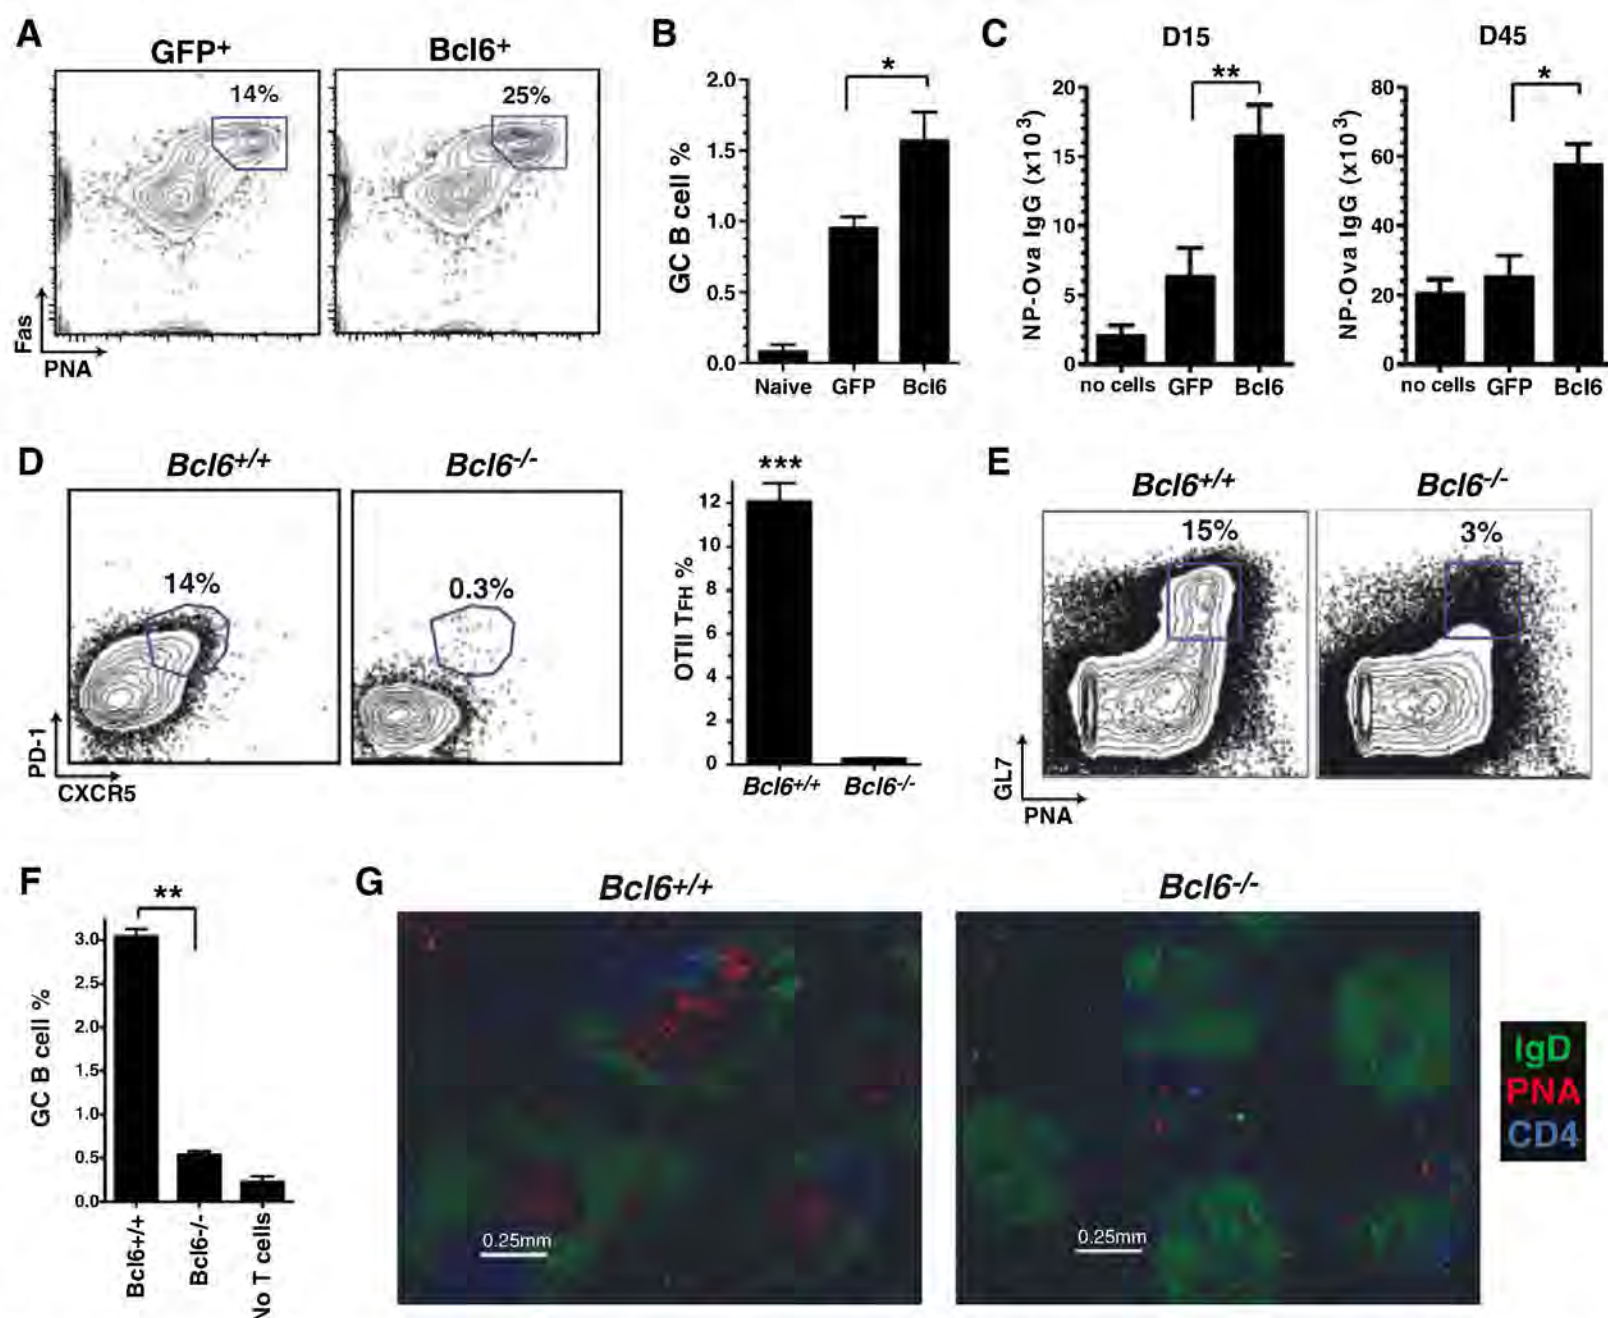 A
GFP+
Bcl6+
14%
25%
Fas
PNA
B
*
2.0
1.5
1.0
0.5
0.0
GC B cell %
Naive GFP Bcl6
C
D15
**
20
15
10
5
0
NP-Ova IgG (x10³)
no cells GFP Bcl6
D45
*
80
60
40
20
0
NP-Ova IgG (x10³)
no cells GFP Bcl6
D
Bcl6+/+
Bcl6-/-
14%
0.3%
PD-1
CXCR5
***
12
10
8
6
4
2
0
OTII TFH %
Bcl6+/+ Bcl6-/-
E
Bcl6+/+
Bcl6-/-
15%
3%
GL7
PNA
F
**
3.0
2.5
2.0
1.5
1.0
0.5
0.0
GC B cell %
Bcl6+/+
Bcl6-/-
No T cells
G
Bcl6+/+
Bcl6-/-
0.25mm
0.25mm
IgD
PNA
CD4